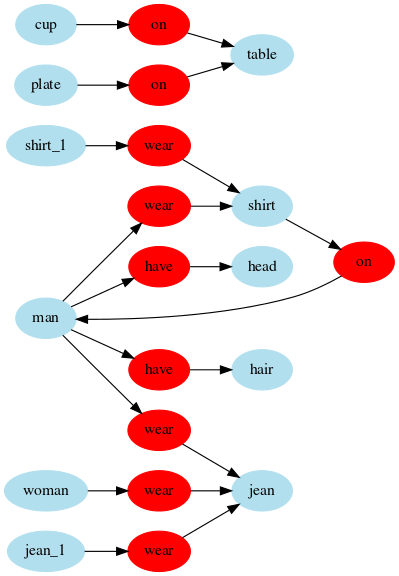 cup on
table
plate on
shirt_1 wear
wear shirt
have head
on
man
have hair
wear
woman wear jean
jean_1 wear